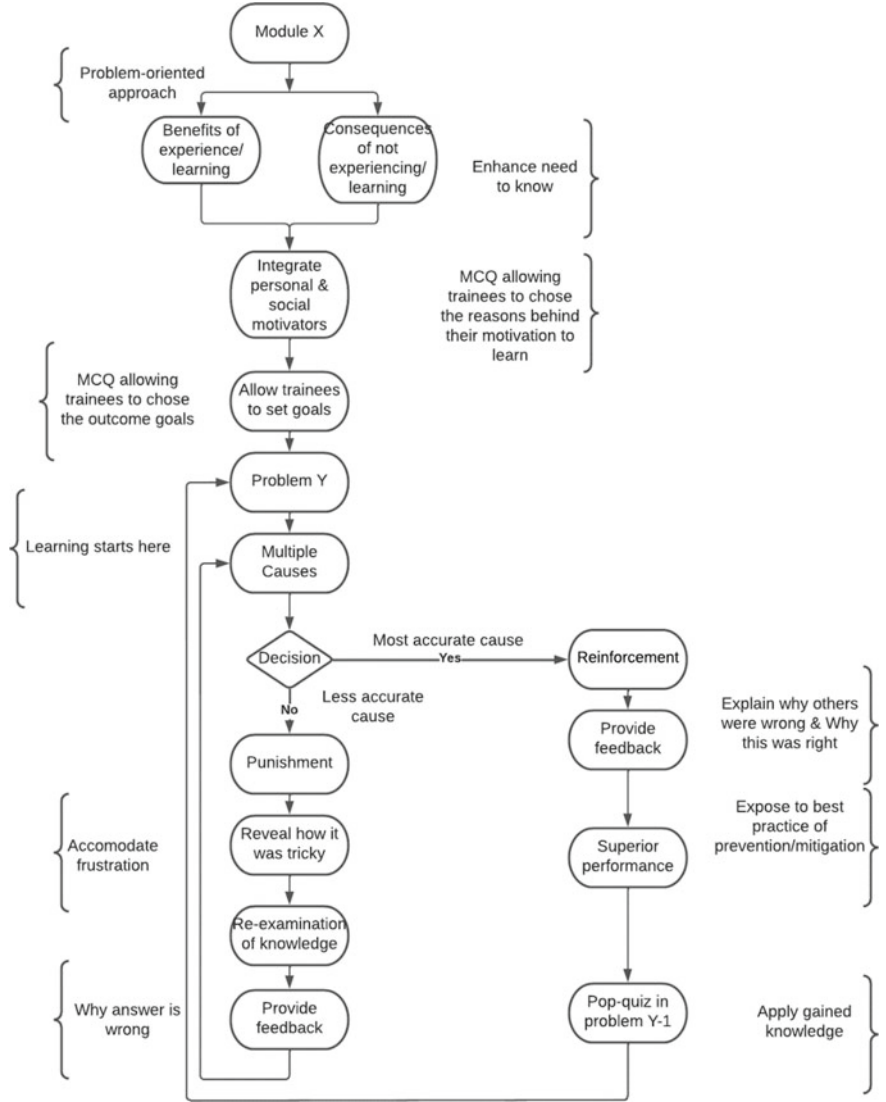 Module X
Problem-oriented
approach
Benefits of
experience/
learning
Consequences
of not
experiencing/
learning
Enhance need
to know
Integrate
personal &
social
motivators
MCQ allowing
trainees to chose
the reasons behind
their motivation to
learn
MCQ allowing
trainees to chose
the outcome goals
Allow trainees
to set goals
Problem Y
Learning starts here
Multiple
Causes
Decision
Most accurate cause
Yes
Reinforcement
No
Less accurate
cause
Provide
feedback
Explain why others
were wrong & Why
this was right
Punishment
Accomodate
frustration
Reveal how it
was tricky
Superior
performance
Expose to best
practice of
prevention/mitigation
Re-examination
of knowledge
Why answer is
wrong
Provide
feedback
Pop-quiz in
problem Y-1
Apply gained
knowledge